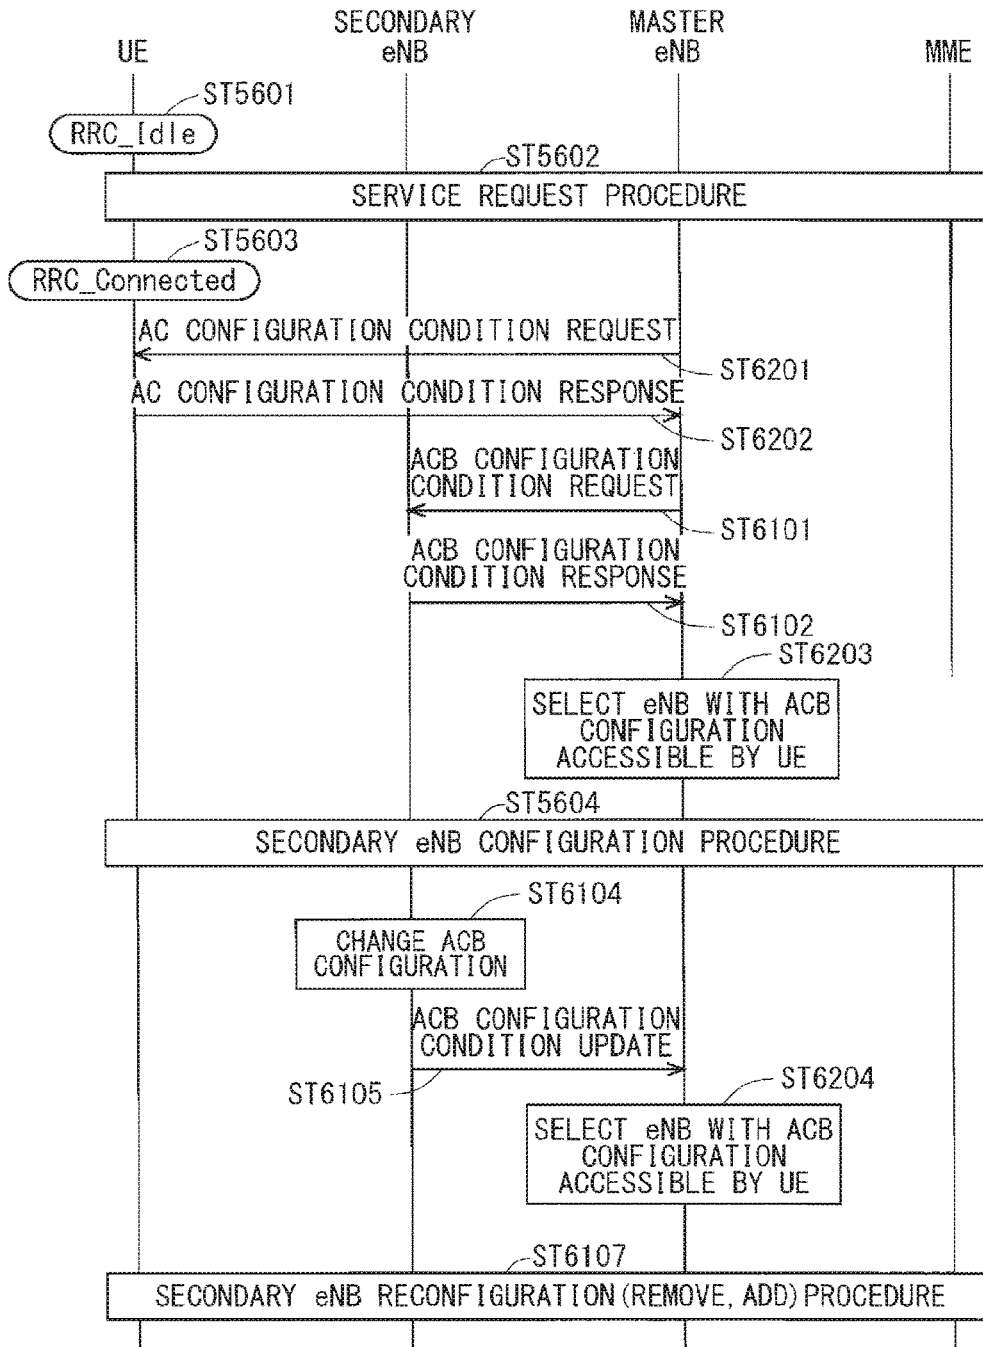 SECONDARY
MASTER
UE
eNB
eNB
MME
ST5601
RRC_Idle
ST5602
SERVICE REQUEST PROCEDURE
ST5603
RRC_Connected
AC CONFIGURATION CONDITION REQUEST
ST6201
AC CONFIGURATION CONDITION RESPONSE
ST6202
ACB CONFIGURATION
CONDITION REQUEST
ST6101
ACB CONFIGURATION
CONDITION RESPONSE
ST6102
ST6203
SELECT eNB WITH ACB
CONFIGURATION
ACCESSIBLE BY UE
ST5604
SECONDARY eNB CONFIGURATION PROCEDURE
ST6104
CHANGE ACB
CONFIGURATION
ACB CONFIGURATION
CONDITION UPDATE
ST6105
ST6204
SELECT eNB WITH ACB
CONFIGURATION
ACCESSIBLE BY UE
ST6107
SECONDARY eNB RECONFIGURATION(REMOVE, ADD)PROCEDURE